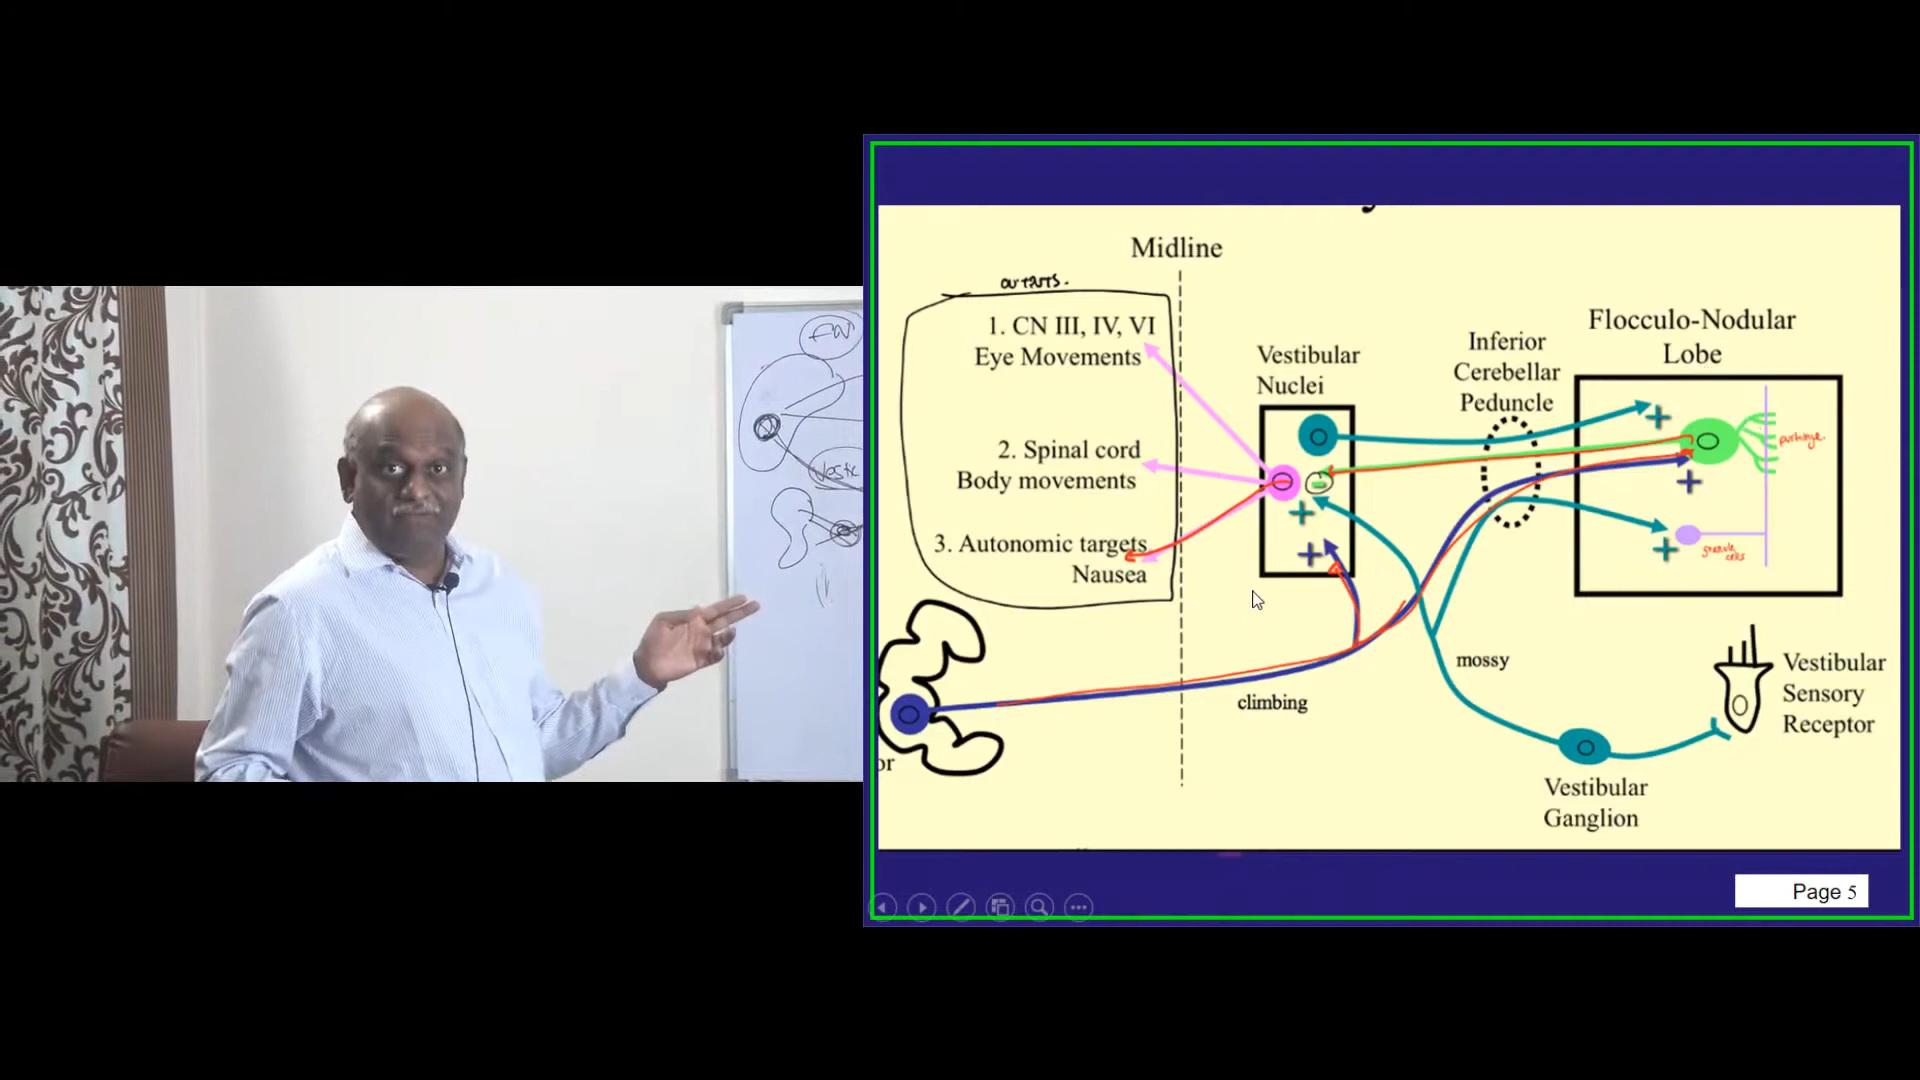 FN
Midline
outputs.
1. CN III, IV, VI
Eye Movements
2. Spinal cord
Body movements
3. Autonomic targets
Nausea
Vestibular
Nuclei
Inferior
Cerebellar
Peduncle
Flocculo-Nodular
Lobe
purkinje
granule
cells
mossy
climbing
Vestibular
Sensory
Receptor
Vestibular
Ganglion
or
Page 5